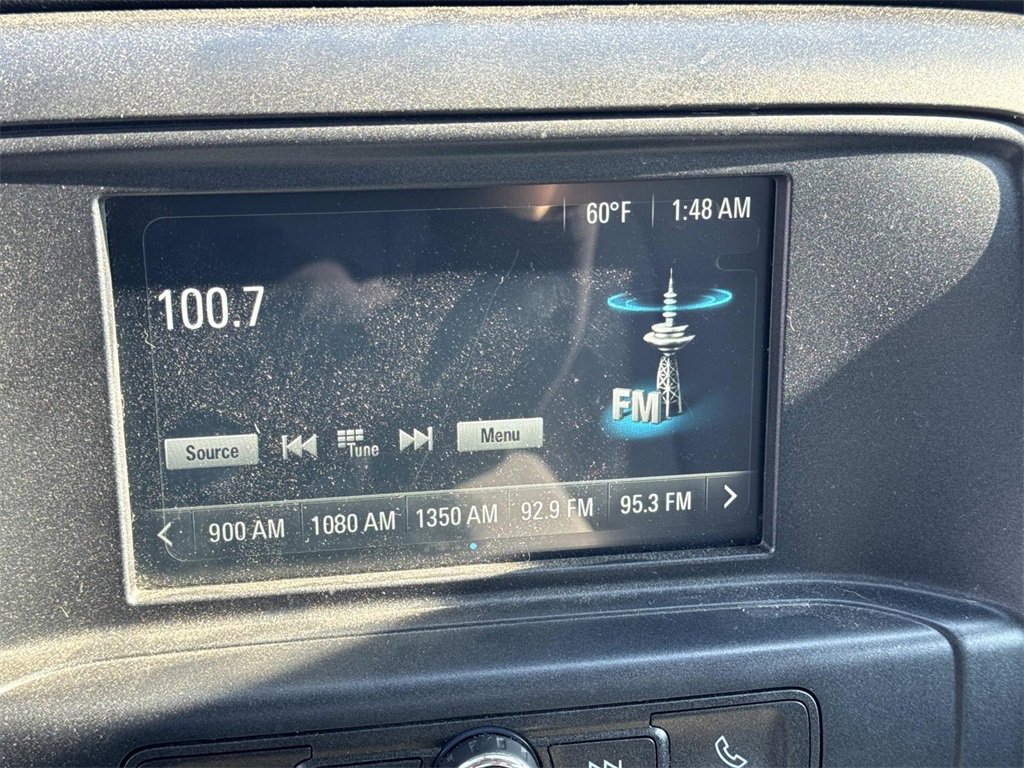 60°F 1:48 AM
100.7
FM
Source Tune Menu
900 AM 1080 AM 1350 AM 92.9 FM 95.3 FM